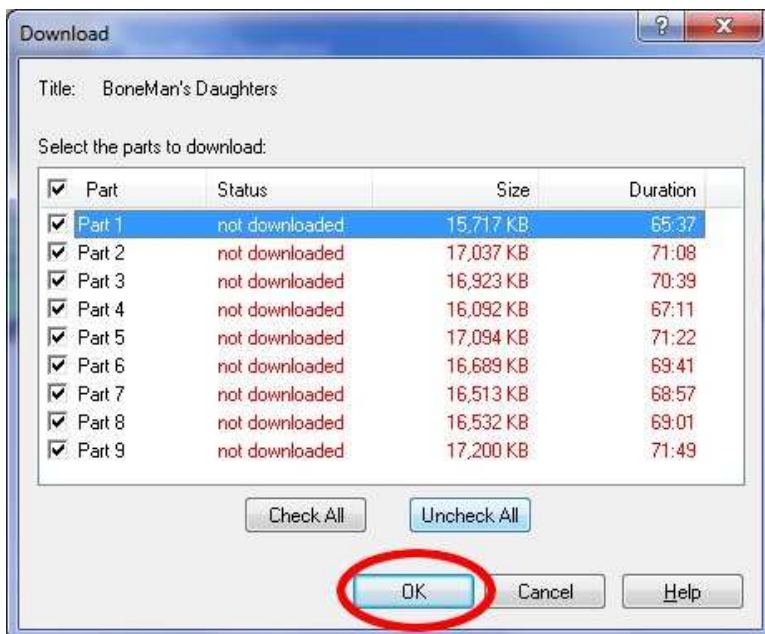 Download
Title: BoneMan's Daughters
Select the parts to download:
Part Status Size Duration
Part 1 not downloaded 15,717 KB 65:37
Part 2 not downloaded 17,037 KB 71:08
Part 3 not downloaded 16,923 KB 70:39
Part 4 not downloaded 16,092 KB 67:11
Part 5 not downloaded 17,094 KB 71:22
Part 6 not downloaded 16,689 KB 69:41
Part 7 not downloaded 16,513 KB 68:57
Part 8 not downloaded 16,532 KB 69:01
Part 9 not downloaded 17,200 KB 71:49
Check All Uncheck All
OK Cancel Help